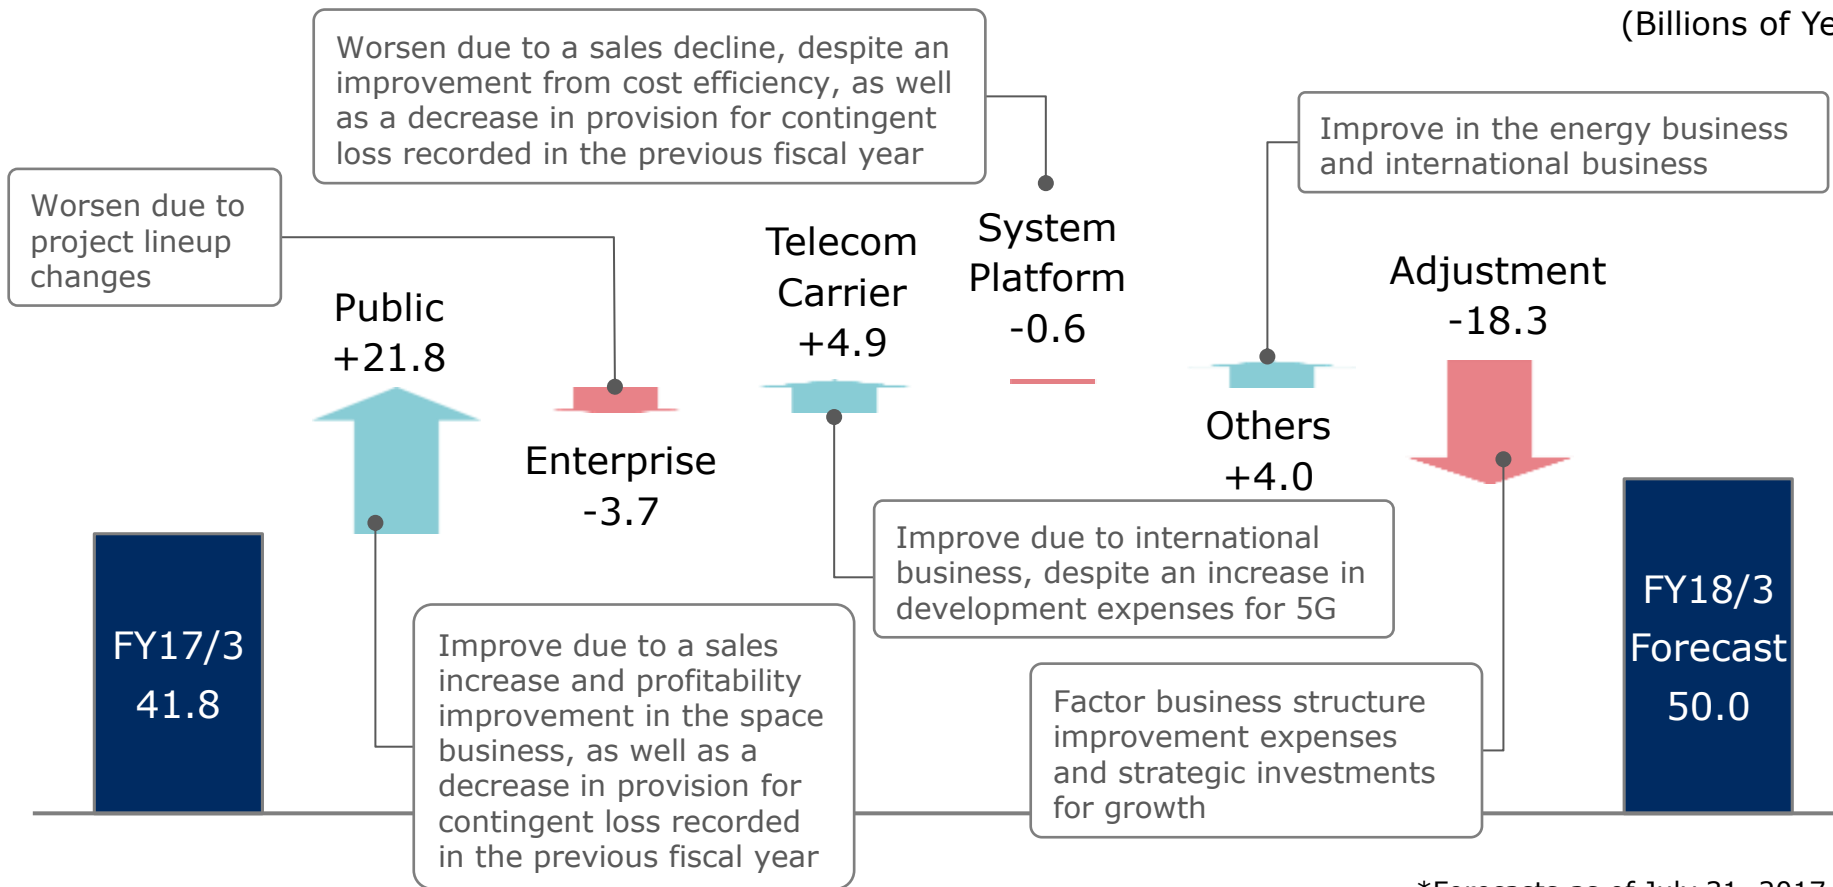 (Billions of Ye
Worsen due to a sales decline, despite an
improvement from cost efficiency, as well
as a decrease in provision for contingent
loss recorded in the previous fiscal year
Improve in the energy business
and international business
Worsen due to
project lineup
changes
Public
+21.8
Enterprise
-3.7
Telecom
Carrier
+4.9
System
Platform
-0.6
Others
+4.0
Adjustment
-18.3
Improve due to international
business, despite an increase in
development expenses for 5G
FY17/3
41.8
Improve due to a sales
increase and profitability
improvement in the space
business, as well as a
decrease in provision for
contingent loss recorded
in the previous fiscal year
Factor business structure
improvement expenses
and strategic investments
for growth
FY18/3
Forecast
50.0
*Forecasts as of July 31, 2017